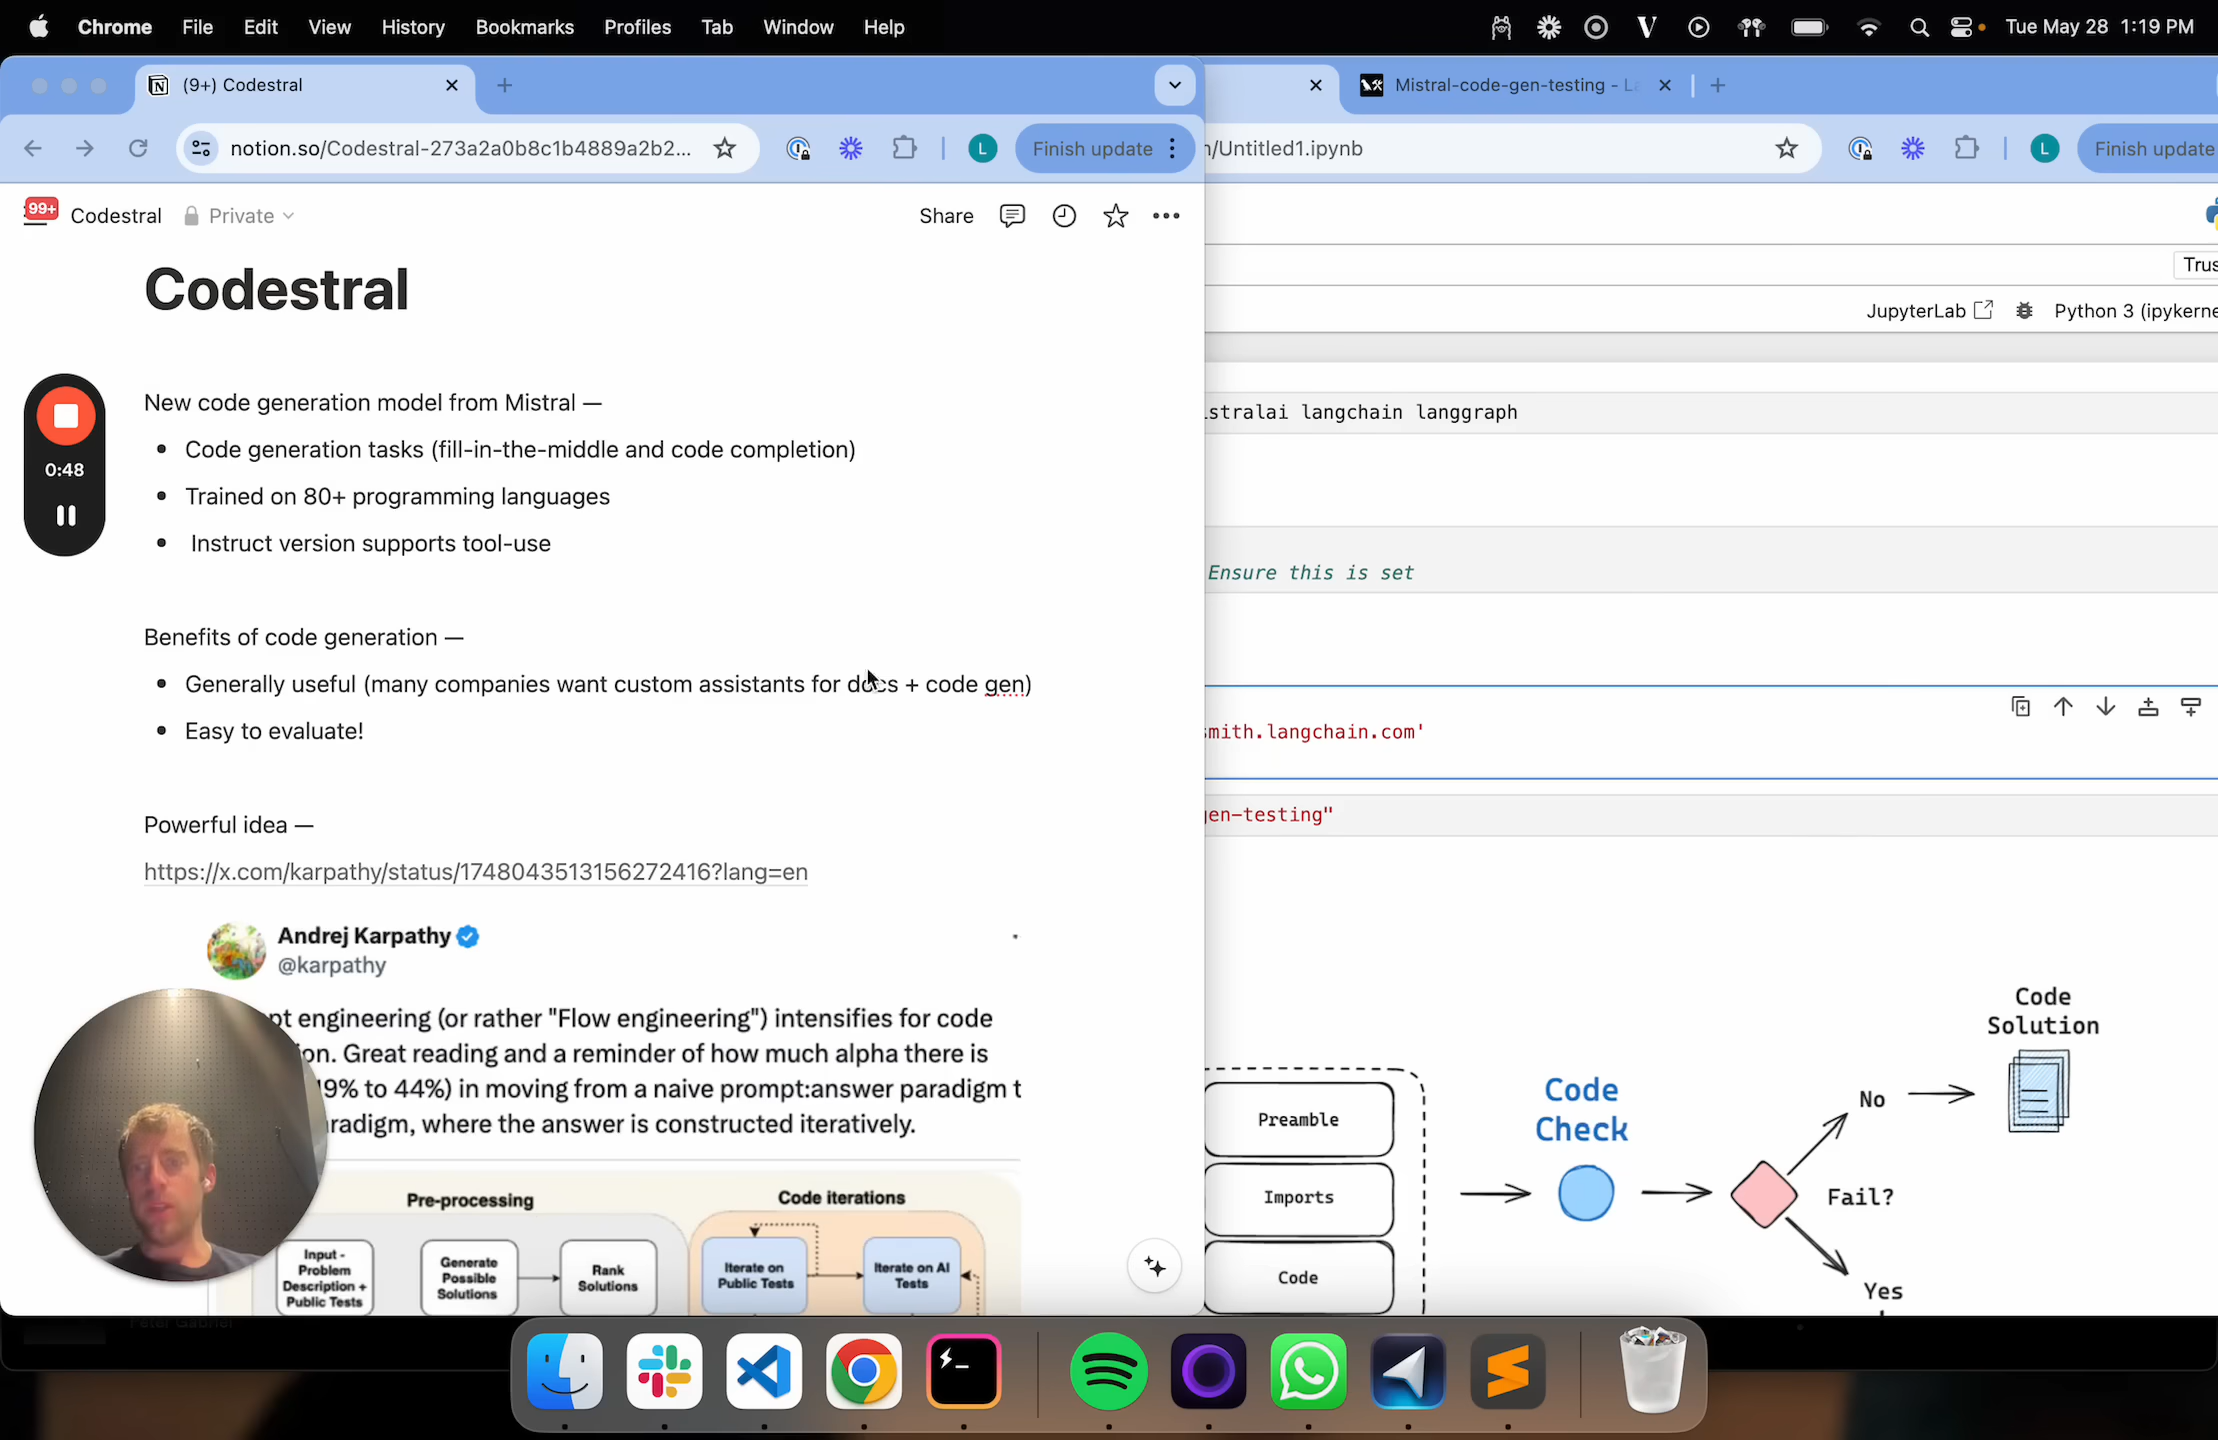 Chrome File Edit View History Bookmarks Profiles Tab Window Help
V
Tue May 28 1:19 PM
(9+) Codestral
Mistral-code-gen-testing - La
notion.so/Codestral-273a2a0b8c1b4889a2b2...
L
Finish update
n/Untitled1.ipynb
L
Finish update
99+
Codestral
Private
Share
Codestral
New code generation model from Mistral —
• Code generation tasks (fill-in-the-middle and code completion)
• Trained on 80+ programming languages
• Instruct version supports tool-use
0:48
Benefits of code generation —
• Generally useful (many companies want custom assistants for docs + code gen)
• Easy to evaluate!
Powerful idea —
https://x.com/karpathy/status/1748043513156272416?lang=en
Andrej Karpathy
@karpathy
pt engineering (or rather "Flow engineering") intensifies for code
on. Great reading and a reminder of how much alpha there is
19% to 44%) in moving from a naive prompt:answer paradigm t
radigm, where the answer is constructed iteratively.
Pre-processing
Code iterations
Input -
Problem
Description +
Public Tests
Generate
Possible
Solutions
Rank
Solutions
Iterate on
Public Tests
Iterate on AI
Tests
Trus
JupyterLab
Python 3 (ipykerne
stralai langchain langgraph
Ensure this is set
smith.langchain.com'
gen-testing"
Preamble
Imports
Code
Code
Check
No
Fail?
Yes
Code
Solution
Peter Gabriel